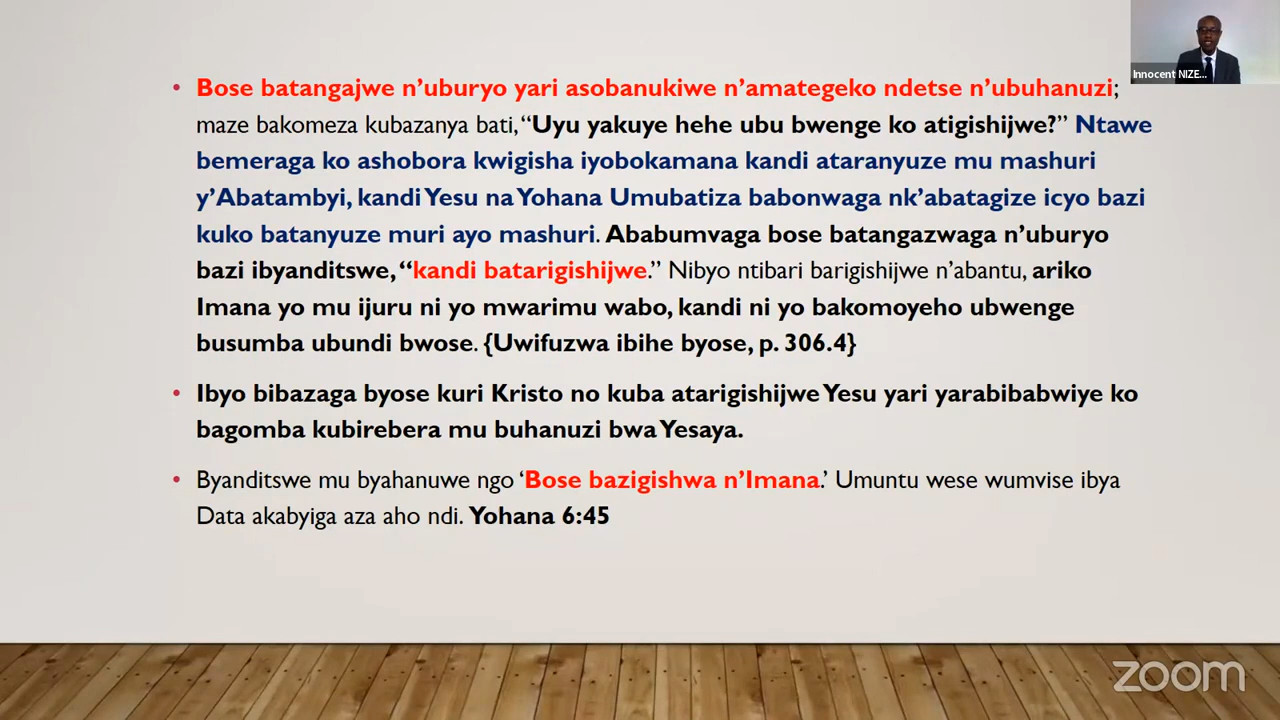 Innocent NIZE...
• Bose batangajwe n’uburyo yari asobanukiwe n’amategeko ndetse n’ubuhanuzi;
maze bakomeza kubazanya bati, “Uyu yakuye hehe ubu bwenge ko atigishijwe?” Ntawe
bemeraga ko ashobora kwigisha iyobokamana kandi ataranyuze mu mashuri
y’Abatambyi, kandi Yesu na Yohana Umubatiza babonwaga nk’abatagize icyo bazi
kuko batanyuze muri ayo mashuri. Ababumvaga bose batangazwaga n’uburyo
bazi ibyanditswe, “kandi batarigishijwe.” Nibyo ntibari barigishijwe n’abantu, ariko
Imana yo mu ijuru ni yo mwarimu wabo, kandi ni yo bakomoyeho ubwenge
busumba ubundi bwose. {Uwifuzwa ibihe byose, p. 306.4}
• Ibyo bibazaga byose kuri Kristo no kuba atarigishijwe Yesu yari yarabibabwiye ko
bagomba kubirebera mu buhanuzi bwa Yesaya.
• Byanditswe mu byahanuwe ngo ‘Bose bazigishwa n’Imana.’ Umuntu wese wumvise ibya
Data akabyiga aza aho ndi. Yohana 6:45
zoom